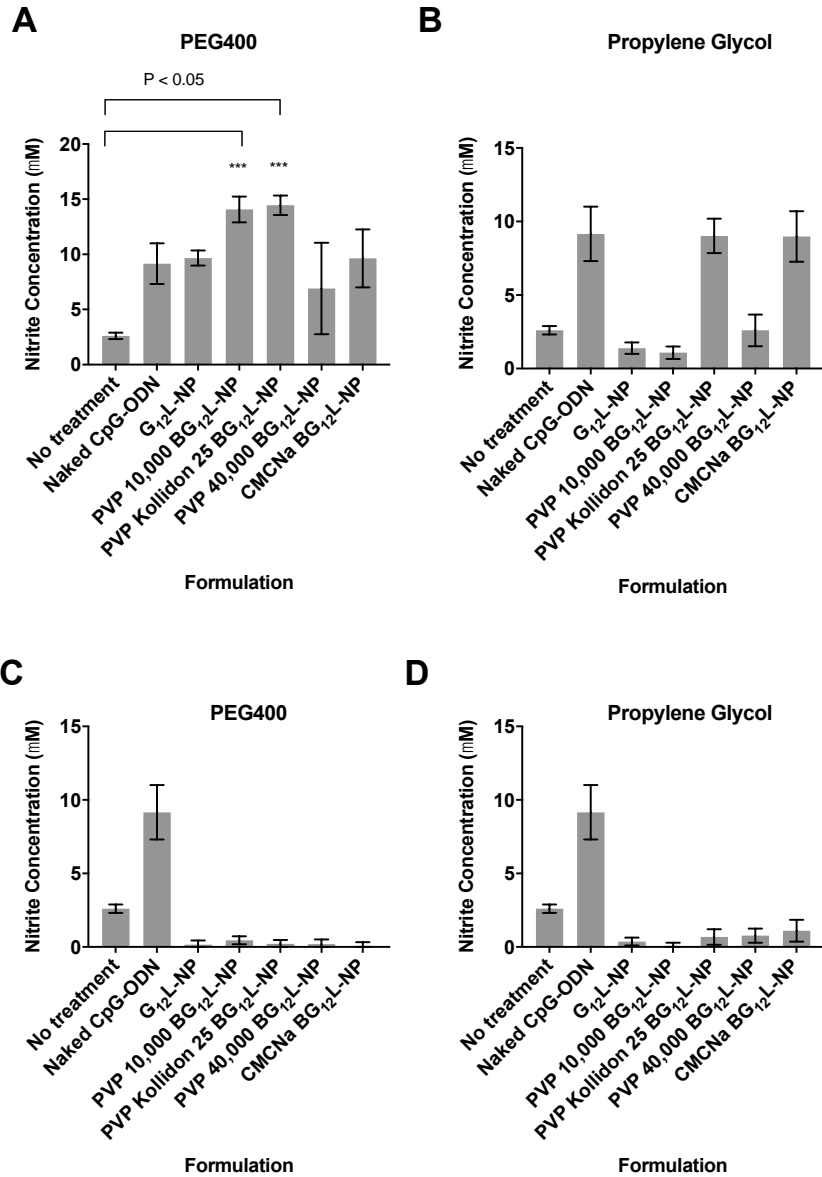 A
PEG400
P < 0.05
Nitrite Concentration (mM)
20
15
10
5
0
*** ***
No treatment
Naked CpG-ODN
G₁₂L-NP
PVP 10,000 BG₁₂L-NP
PVP Kollidon 25 BG₁₂L-NP
PVP 40,000 BG₁₂L-NP
CMCNa BG₁₂L-NP
Formulation
B
Propylene Glycol
Nitrite Concentration (mM)
15
10
5
0
No treatment
Naked CpG-ODN
G₁₂L-NP
PVP 10,000 BG₁₂L-NP
PVP Kollidon 25 BG₁₂L-NP
PVP 40,000 BG₁₂L-NP
CMCNa BG₁₂L-NP
Formulation
C
PEG400
Nitrite Concentration (mM)
15
10
5
0
No treatment
Naked CpG-ODN
G₁₂L-NP
PVP 10,000 BG₁₂L-NP
PVP Kollidon 25 BG₁₂L-NP
PVP 40,000 BG₁₂L-NP
CMCNa BG₁₂L-NP
Formulation
D
Propylene Glycol
Nitrite Concentration (mM)
15
10
5
0
No treatment
Naked CpG-ODN
G₁₂L-NP
PVP 10,000 BG₁₂L-NP
PVP Kollidon 25 BG₁₂L-NP
PVP 40,000 BG₁₂L-NP
CMCNa BG₁₂L-NP
Formulation